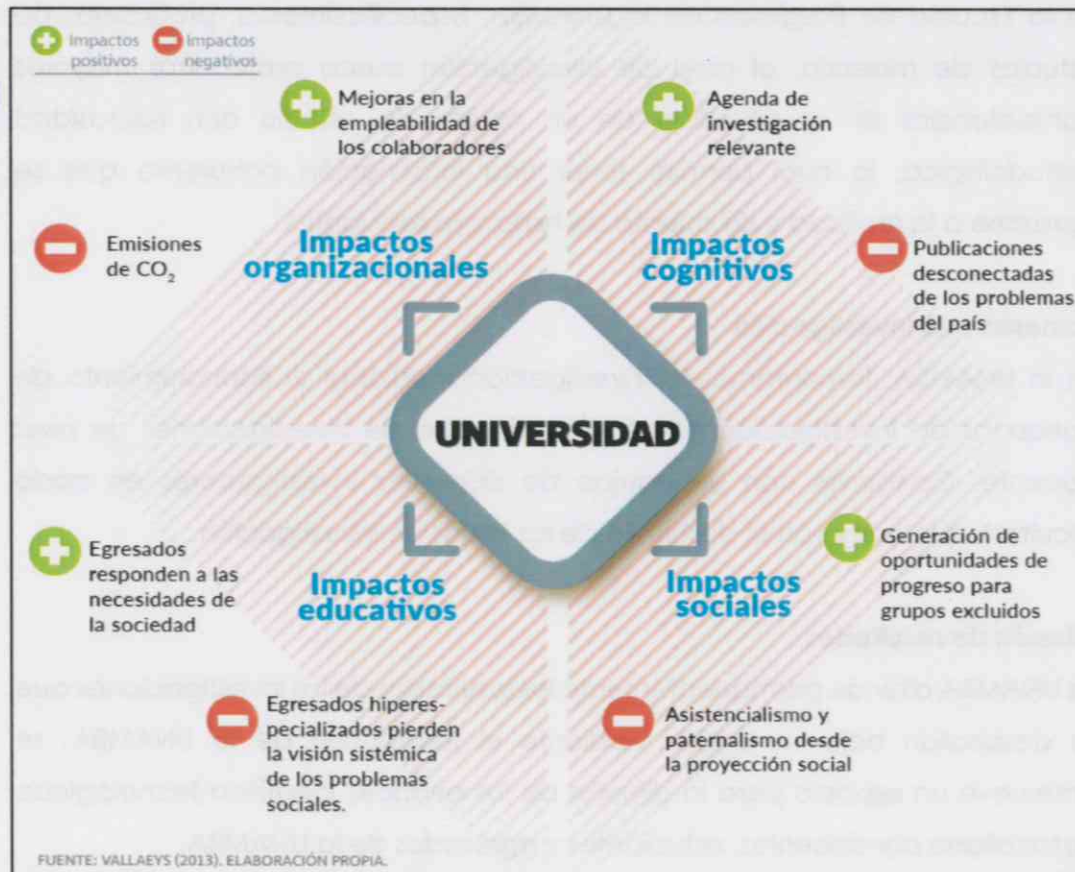 Impactos
positivos
Impactos
negativos
Mejoras en la
empleabilidad de
los colaboradores
Agenda de
investigación
relevante
Emisiones
de CO₂
Impactos
organizacionales
Impactos
cognitivos
Publicaciones
desconectadas
de los problemas
del país
UNIVERSIDAD
Egresados
responden a las
necesidades de
la sociedad
Impactos
educativos
Impactos
sociales
Generación de
oportunidades de
progreso para
grupos excluidos
Egresados hiperes-
pecializados pierden
la visión sistémica
de los problemas
sociales.
Asistencialismo y
paternalismo desde
la proyección social
FUENTE: VALLAEYS (2013). ELABORACIÓN PROPIA.